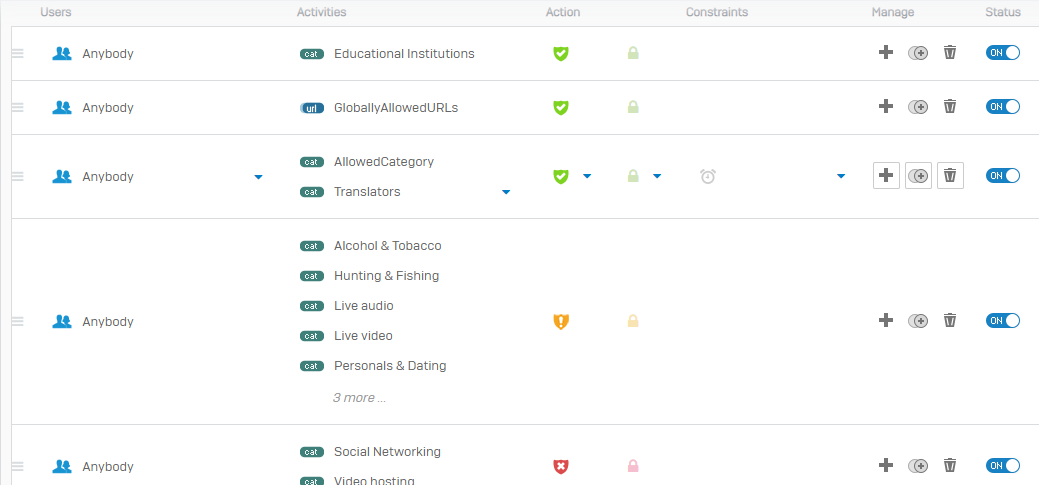 Users Activities Action Constraints Manage Status
Anybody cat Educational Institutions ON
Anybody url GloballyAllowedURLs ON
cat AllowedCategory
Anybody ON
cat Translators
cat Alcohol & Tobacco
cat Hunting & Fishing
cat Live audio
Anybody ON
cat Live video
cat Personals & Dating
3 more ...
cat Social Networking
Anybody ON
cat Video hosting